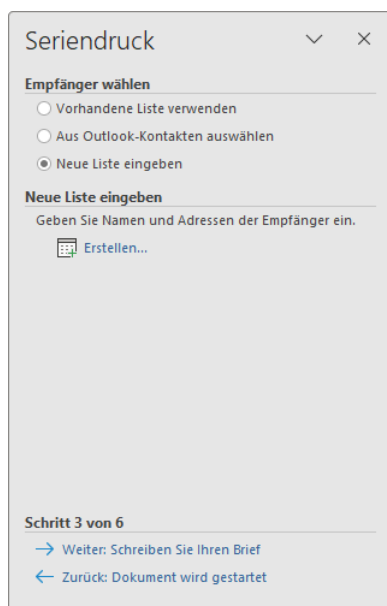 Seriendruck
Empfänger wählen
Vorhandene Liste verwenden
Aus Outlook-Kontakten auswählen
Neue Liste eingeben
Neue Liste eingeben
Geben Sie Namen und Adressen der Empfänger ein.
Erstellen...
Schritt 3 von 6
Weiter: Schreiben Sie Ihren Brief
Zurück: Dokument wird gestartet